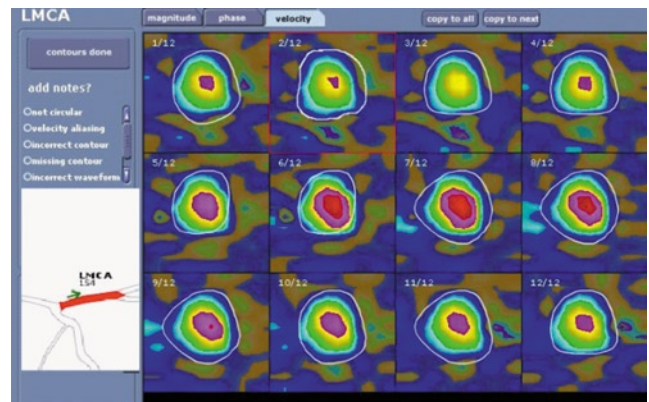 LMCA
magnitude phase velocity copy to all copy to next
contours done
add notes?
not circular
velocity aliasing
incorrect contour
missing contour
incorrect waveform
LMCA
154
1/12 2/12 3/12 4/12
5/12 6/12 7/12 8/12
9/12 10/12 11/12 12/12